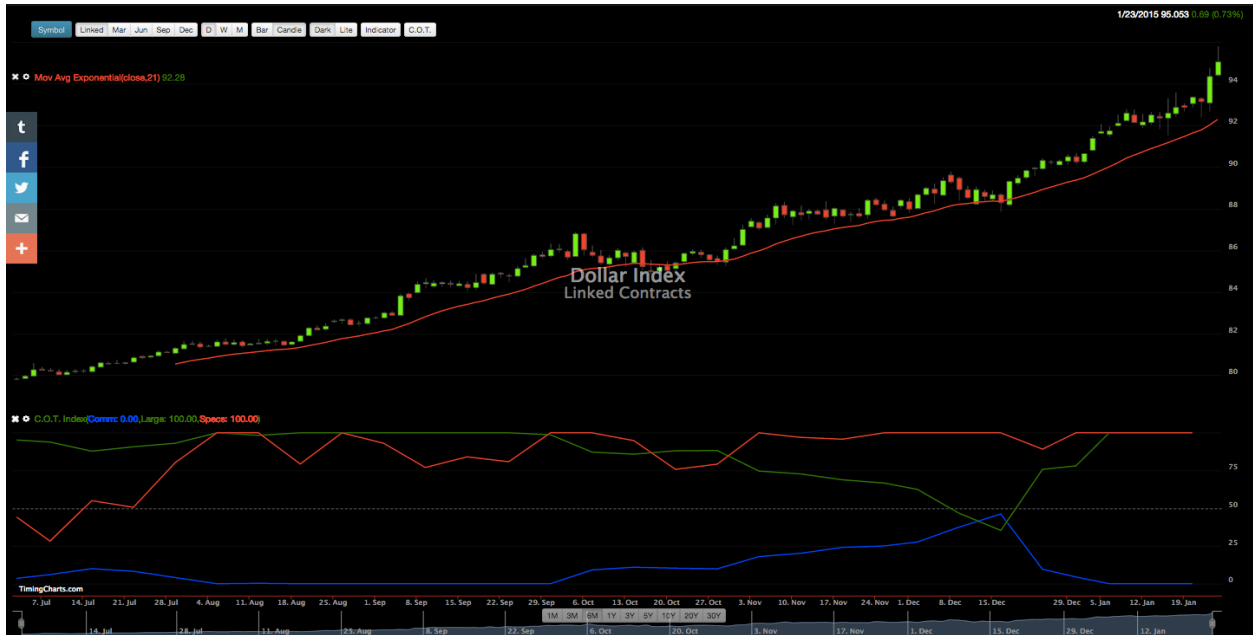 1/23/2015 95.053 0.69 (0.73%)
Symbol Linked Mar Jun Sep Dec D W M Bar Candle Dark Lite Indicator C.O.T.
Mov Avg Exponential(close,21) 92.28
94
92
90
88
86
84
82
80
t
f
Dollar Index
Linked Contracts
C.O.T. Index(Comm: 0.00,Large: 100.00,Specs: 100.00)
75
50
25
0
TimingCharts.com
7. Jul 14. Jul 21. Jul 28. Jul 4. Aug 11. Aug 18. Aug 25. Aug 1. Sep 8. Sep 15. Sep 22. Sep 29. Sep 6. Oct 13. Oct 20. Oct 27. Oct 3. Nov 10. Nov 17. Nov 24. Nov 1. Dec 8. Dec 15. Dec 29. Dec 5. Jan 12. Jan 19. Jan
1M 3M 6M 1Y 3Y 5Y 10Y 20Y 30Y
14. Jul 28. Jul 11. Aug 25. Aug 8. Sep 22. Sep 6. Oct 20. Oct 3. Nov 17. Nov 1. Dec 15. Dec 29. Dec 12. Jan